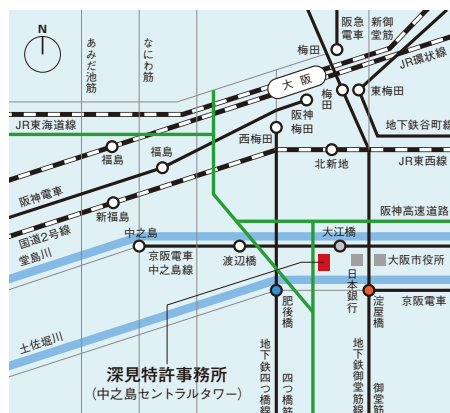 N
あみだ池筋
なにわ筋
阪急
電車
新御
堂筋
梅田
JR環状線
大阪
梅
田
東梅田
阪神
梅田
JR東海道線
西梅田
地下鉄谷町線
福島
福島
北新地
JR東西線
阪神電車
新福島
阪神高速道路
国道2号線
中之島
大江橋
堂島川
京阪電車
中之島線
渡辺橋
大阪市役所
日本銀行
肥後橋
淀屋橋
京阪電車
土佐堀川
深見特許事務所
(中之島セントラルタワー)
地下鉄四つ橋線
四つ橋筋
地下鉄御堂筋線
御堂筋